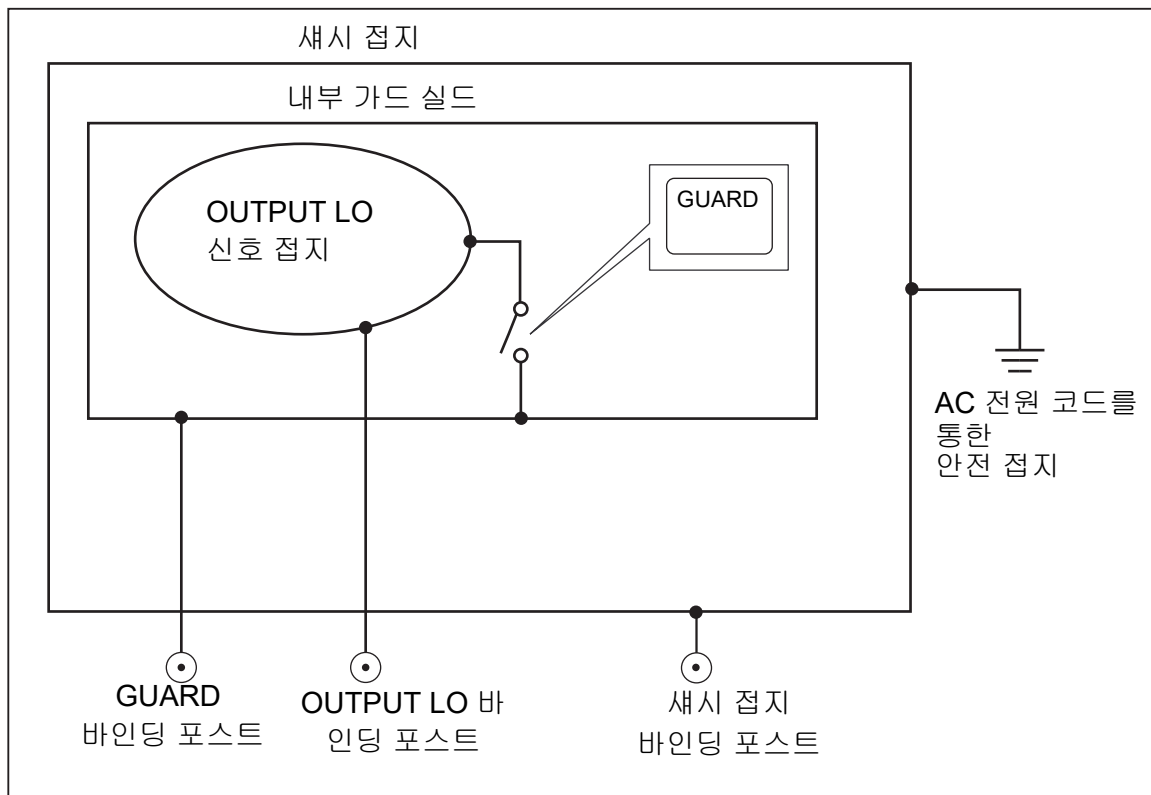 섀시 접지
내부 가드 실드
OUTPUT LO
신호 접지
GUARD
AC 전원 코드를
통한
안전 접지
GUARD
바인딩 포스트
OUTPUT LO 바
인딩 포스트
섀시 접지
바인딩 포스트